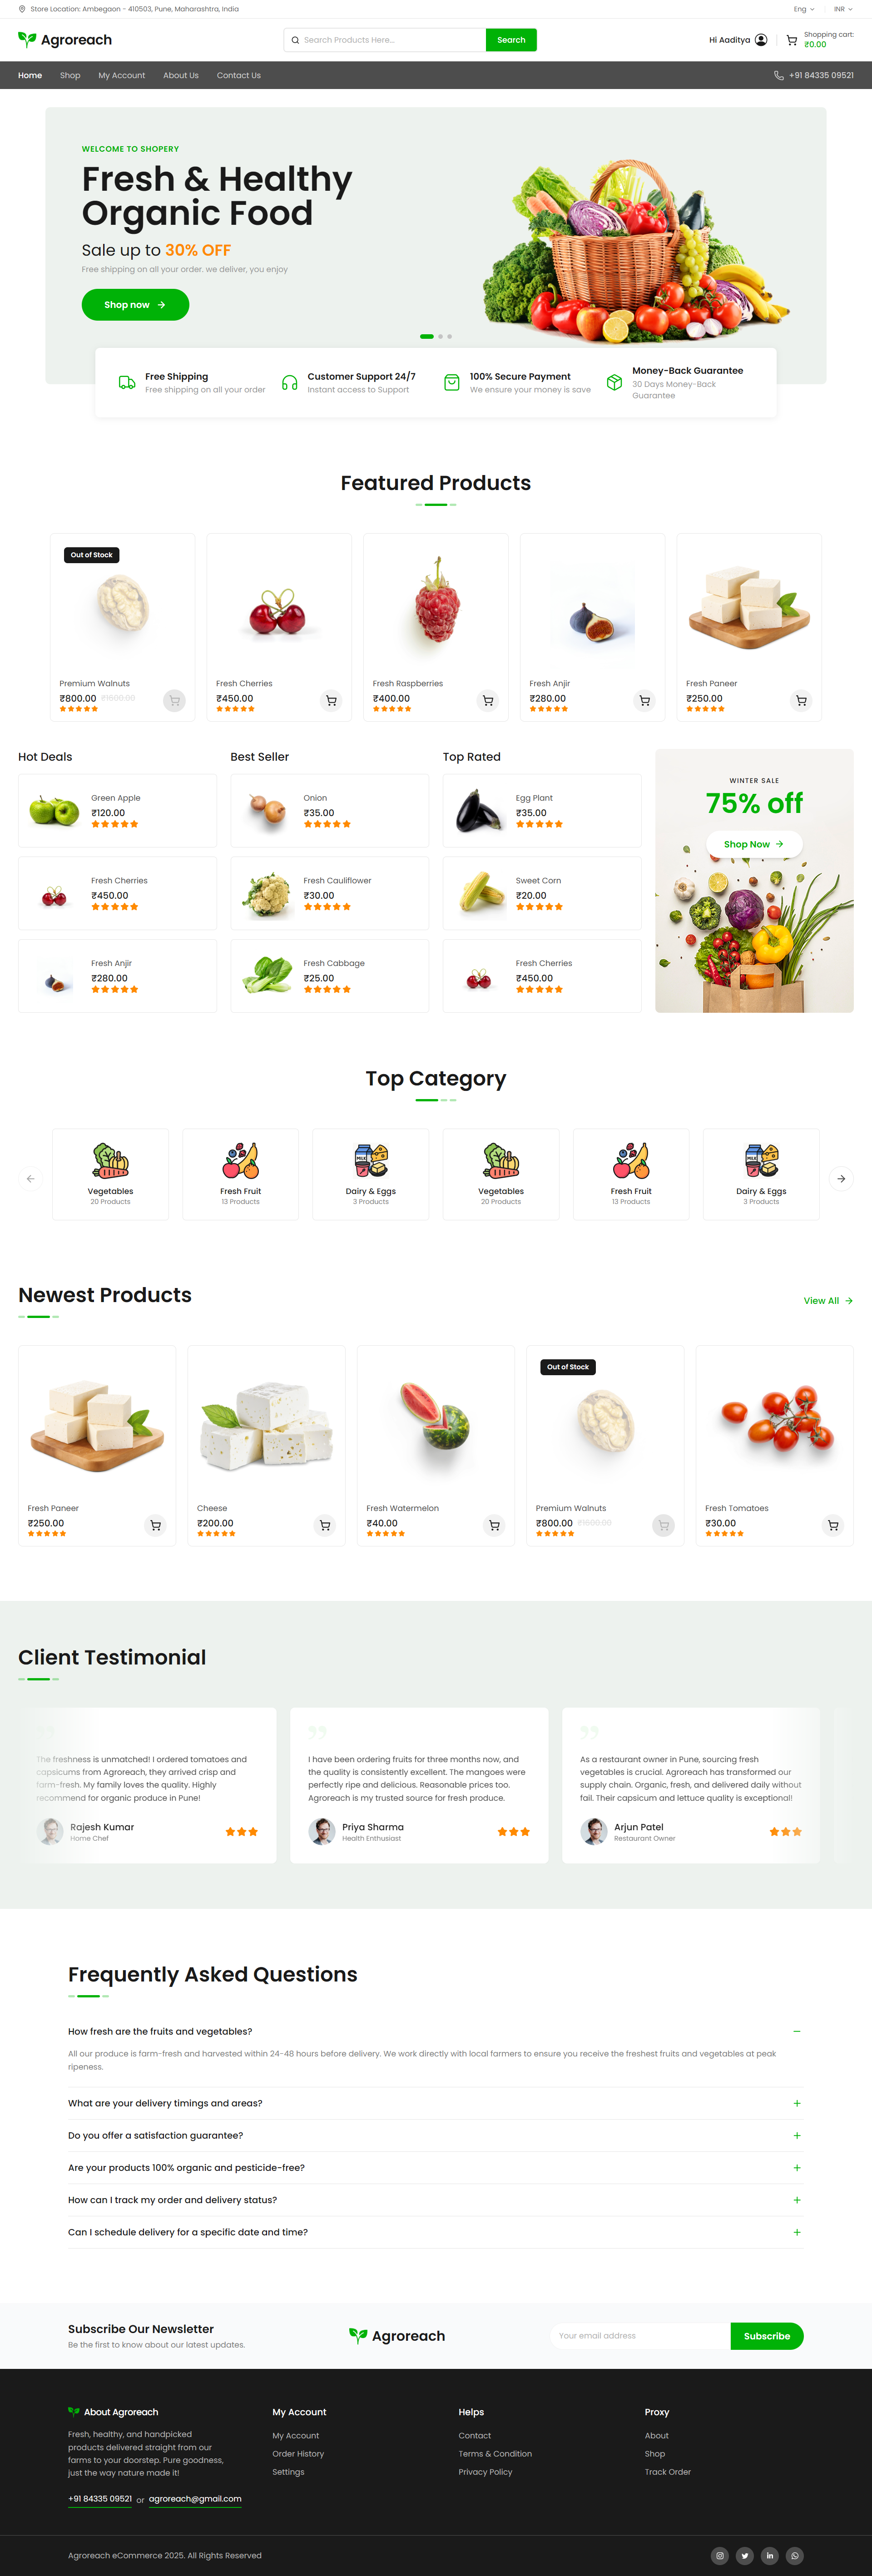 Store Location: Ambegaon - 410503, Pune, Maharashtra, India
Eng
INR
Agroreach
Search Products Here...
Search
Hi Aaditya
Shopping cart:
₹0.00
Home
Shop
My Account
About Us
Contact Us
+91 84335 09521
WELCOME TO SHOPERY
Fresh & Healthy
Organic Food
Sale up to 30% OFF
Free shipping on all your order. we deliver, you enjoy
Shop now
Free Shipping
Free shipping on all your order
Customer Support 24/7
Instant access to Support
100% Secure Payment
We ensure your money is save
Money-Back Guarantee
30 Days Money-Back
Guarantee
Featured Products
Out of Stock
Premium Walnuts
₹800.00 ₹1600.00
Fresh Cherries
₹450.00
Fresh Raspberries
₹400.00
Fresh Anjir
₹280.00
Fresh Paneer
₹250.00
Hot Deals
Green Apple
₹120.00
Fresh Cherries
₹450.00
Fresh Anjir
₹280.00
Best Seller
Onion
₹35.00
Fresh Cauliflower
₹30.00
Fresh Cabbage
₹25.00
Top Rated
Egg Plant
₹35.00
Sweet Corn
₹20.00
Fresh Cherries
₹450.00
WINTER SALE
75% off
Shop Now
Top Category
Vegetables
20 Products
MILK
Fresh Fruit
13 Products
Dairy & Eggs
3 Products
Vegetables
20 Products
Fresh Fruit
13 Products
MILK
Dairy & Eggs
3 Products
Newest Products
View All
Fresh Paneer
₹250.00
Cheese
₹200.00
Fresh Watermelon
₹40.00
Out of Stock
Premium Walnuts
₹800.00 ₹1600.00
Fresh Tomatoes
₹30.00
Client Testimonial
The freshness is unmatched! I ordered tomatoes and
capsicums from Agroreach, they arrived crisp and
farm-fresh. My family loves the quality. Highly
recommend for organic produce in Pune!
Rajesh Kumar
Home Chef
I have been ordering fruits for three months now, and
the quality is consistently excellent. The mangoes were
perfectly ripe and delicious. Reasonable prices too.
Agroreach is my trusted source for fresh produce.
Priya Sharma
Health Enthusiast
As a restaurant owner in Pune, sourcing fresh
vegetables is crucial. Agroreach has transformed our
supply chain. Organic, fresh, and delivered daily without
fail. Their capsicum and lettuce quality is exceptional!
Arjun Patel
Restaurant Owner
Frequently Asked Questions
How fresh are the fruits and vegetables?
All our produce is farm-fresh and harvested within 24-48 hours before delivery. We work directly with local farmers to ensure you receive the freshest fruits and vegetables at peak
ripeness.
What are your delivery timings and areas?
Do you offer a satisfaction guarantee?
Are your products 100% organic and pesticide-free?
How can I track my order and delivery status?
Can I schedule delivery for a specific date and time?
Subscribe Our Newsletter
Be the first to know about our latest updates.
Agroreach
Your email address
Subscribe
About Agroreach
Fresh, healthy, and handpicked
products delivered straight from our
farms to your doorstep. Pure goodness,
just the way nature made it!
+91 84335 09521 or agroreach@gmail.com
My Account
My Account
Order History
Settings
Helps
Contact
Terms & Condition
Privacy Policy
Proxy
About
Shop
Track Order
Agroreach eCommerce 2025. All Rights Reserved